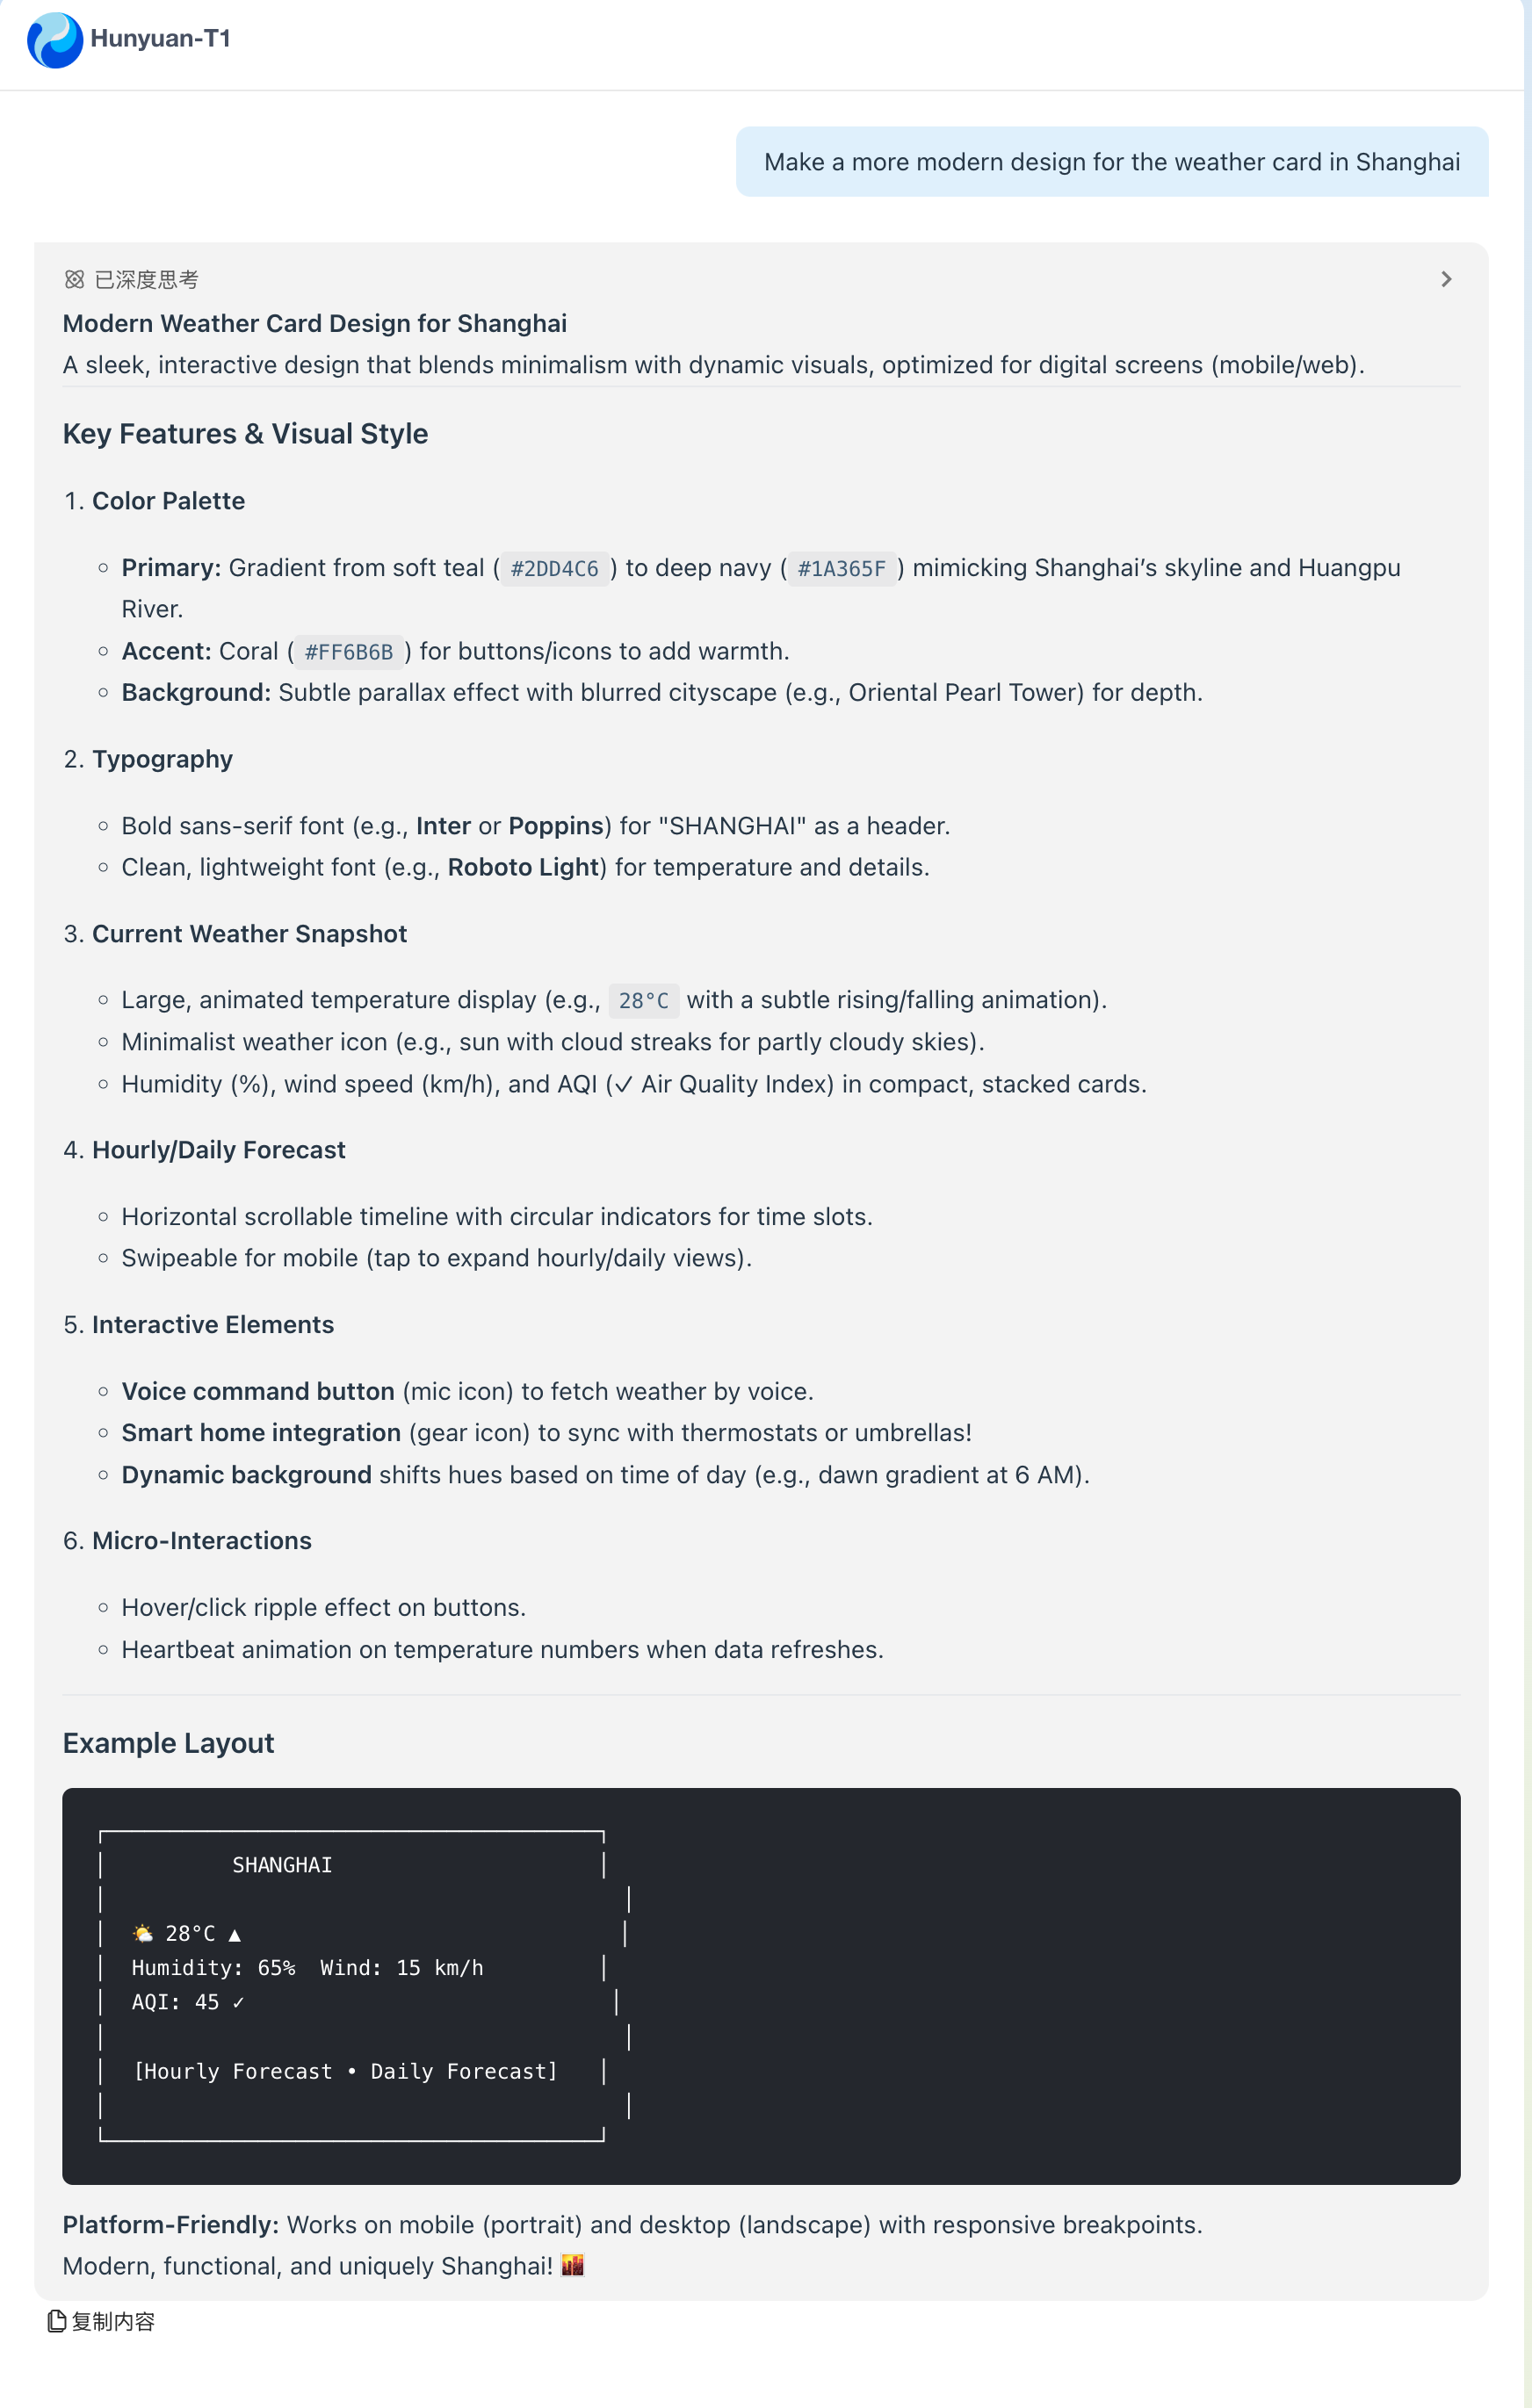 Hunyuan-T1
Make a more modern design for the weather card in Shanghai
已深度思考
Modern Weather Card Design for Shanghai
A sleek, interactive design that blends minimalism with dynamic visuals, optimized for digital screens (mobile/web).
Key Features & Visual Style
1. Color Palette
Primary: Gradient from soft teal ( #2DD4C6 ) to deep navy ( #1A365F ) mimicking Shanghai’s skyline and Huangpu
River.
Accent: Coral ( #FF6B6B ) for buttons/icons to add warmth.
Background: Subtle parallax effect with blurred cityscape (e.g., Oriental Pearl Tower) for depth.
2. Typography
Bold sans-serif font (e.g., Inter or Poppins) for "SHANGHAI" as a header.
Clean, lightweight font (e.g., Roboto Light) for temperature and details.
3. Current Weather Snapshot
Large, animated temperature display (e.g., 28°C with a subtle rising/falling animation).
Minimalist weather icon (e.g., sun with cloud streaks for partly cloudy skies).
Humidity (%), wind speed (km/h), and AQI (✓ Air Quality Index) in compact, stacked cards.
4. Hourly/Daily Forecast
Horizontal scrollable timeline with circular indicators for time slots.
Swipeable for mobile (tap to expand hourly/daily views).
5. Interactive Elements
Voice command button (mic icon) to fetch weather by voice.
Smart home integration (gear icon) to sync with thermostats or umbrellas!
Dynamic background shifts hues based on time of day (e.g., dawn gradient at 6 AM).
6. Micro-Interactions
Hover/click ripple effect on buttons.
Heartbeat animation on temperature numbers when data refreshes.
Example Layout
SHANGHAI
🌤 28°C ▲
Humidity: 65%  Wind: 15 km/h
AQI: 45 ✓
[Hourly Forecast • Daily Forecast]
Platform-Friendly: Works on mobile (portrait) and desktop (landscape) with responsive breakpoints.
Modern, functional, and uniquely Shanghai! 🌇
复制内容